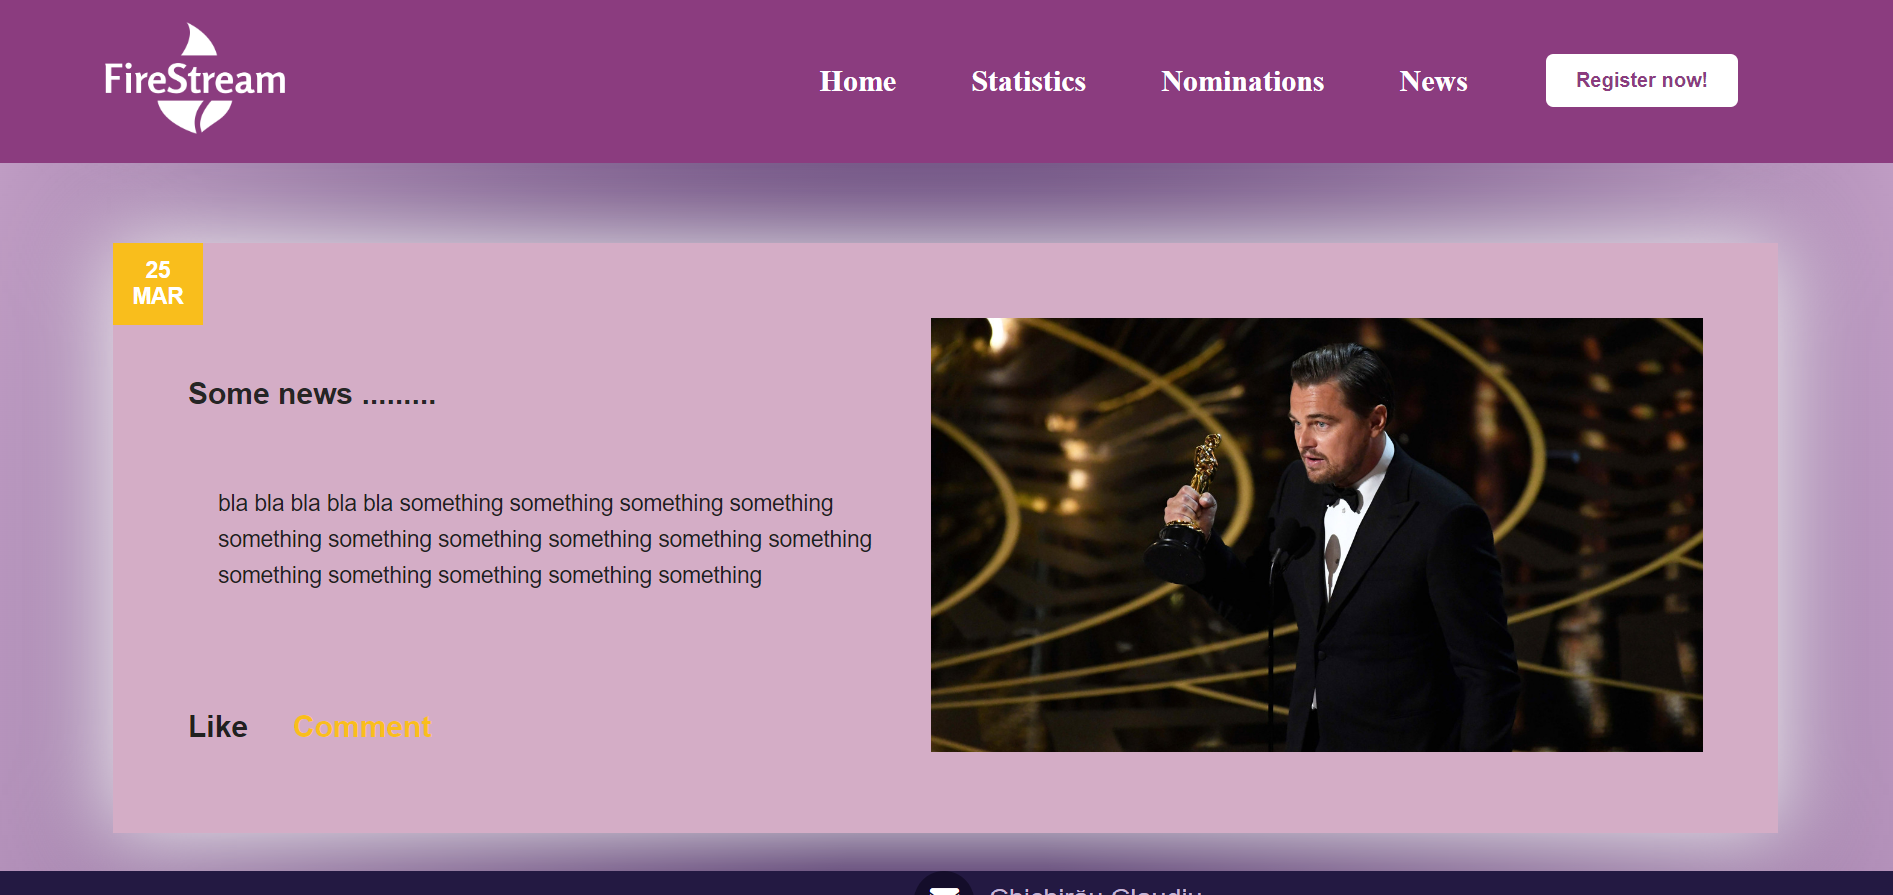 FireStream
Home
Statistics
Nominations
News
Register now!
25
MAR
Some news .........
bla bla bla bla bla something something something something
something something something something something something
something something something something something
Like
Comment